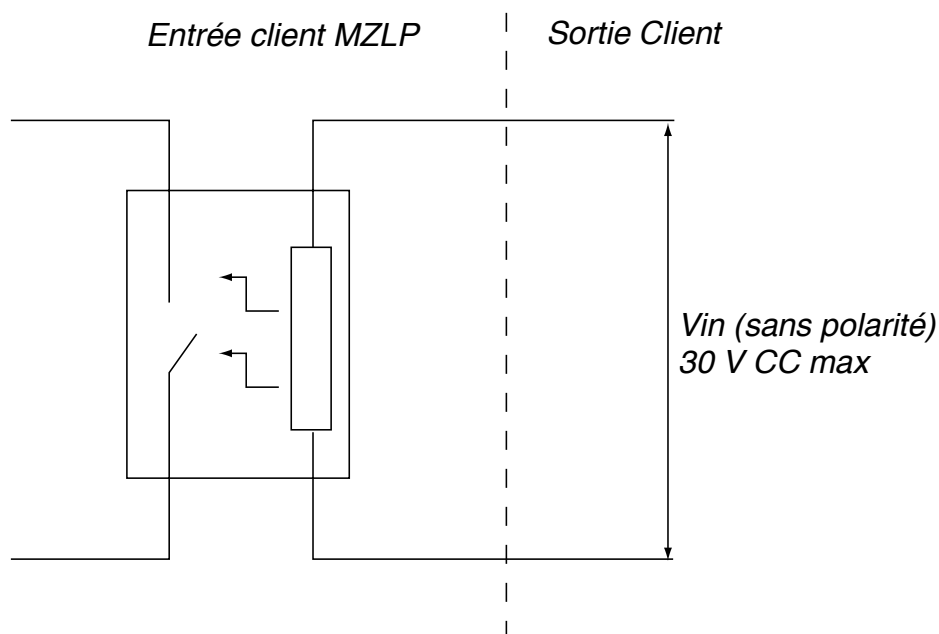 Entrée client MZLP
Sortie Client
Vin (sans polarité)
30 V CC max